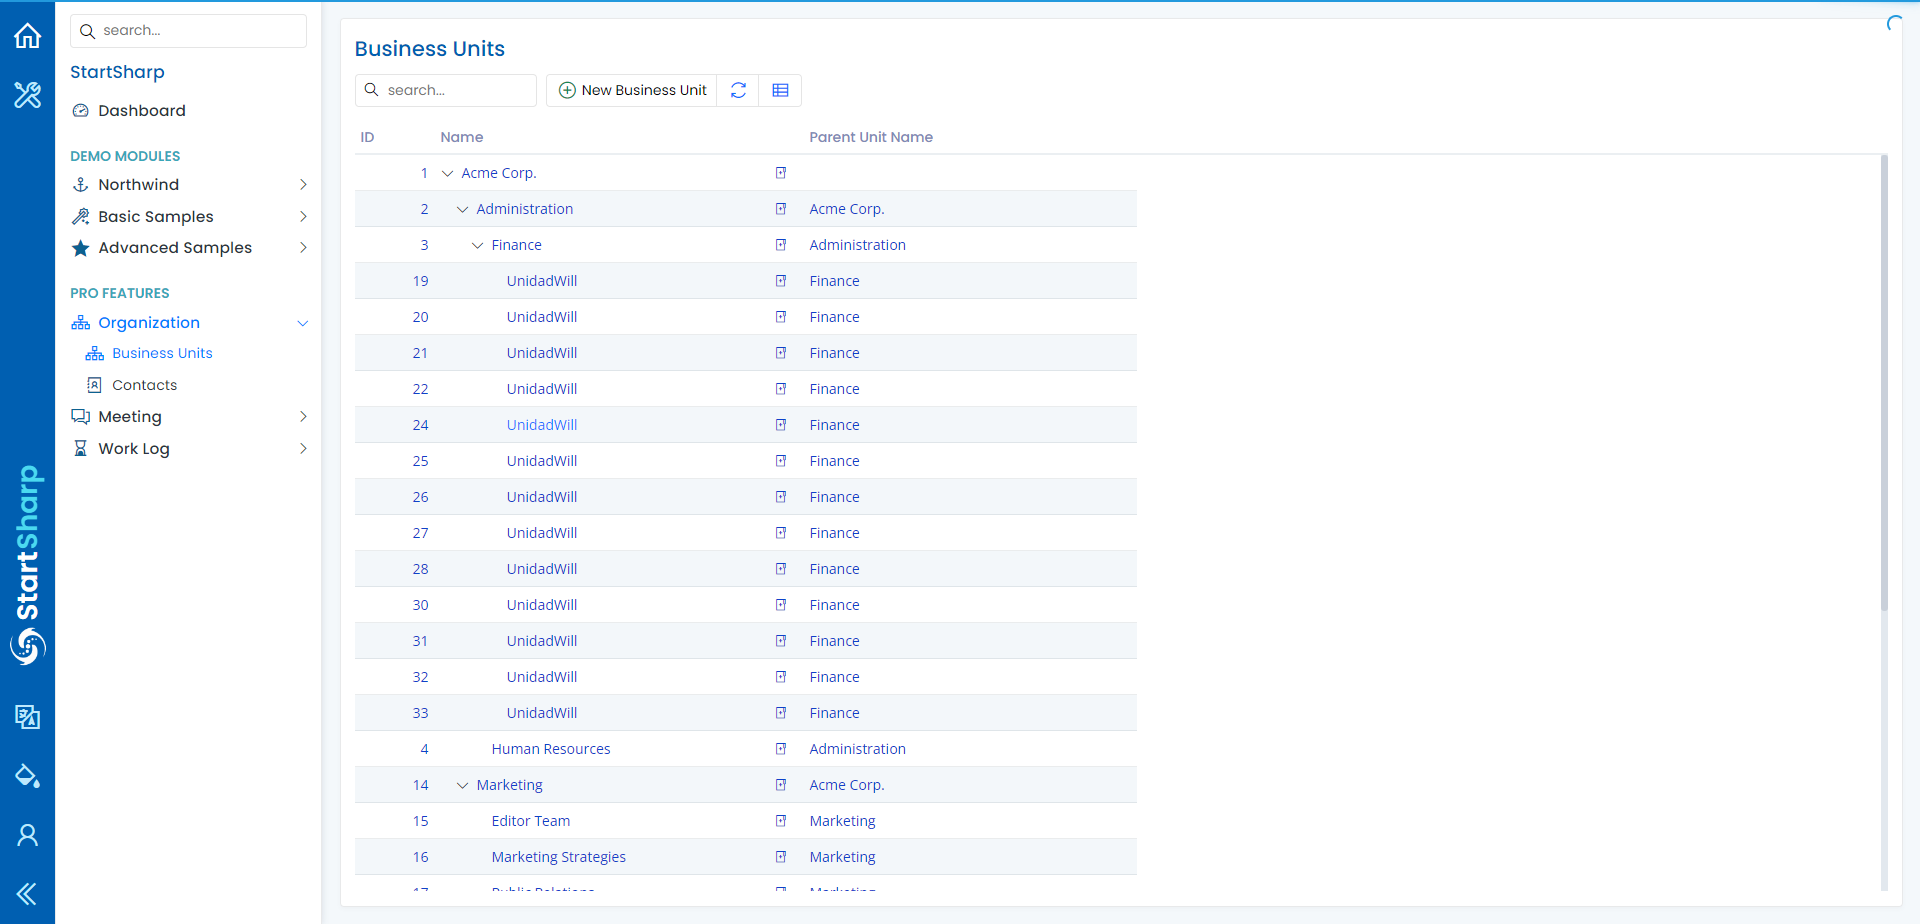 search...
StartSharp
Dashboard
DEMO MODULES
Northwind
Basic Samples
Advanced Samples
PRO FEATURES
Organization
Business Units
Contacts
Meeting
Work Log
StartSharp
Business Units
search...
New Business Unit
ID Name Parent Unit Name
1 Acme Corp.
2 Administration Acme Corp.
3 Finance Administration
19 UnidadWill Finance
20 UnidadWill Finance
21 UnidadWill Finance
22 UnidadWill Finance
24 UnidadWill Finance
25 UnidadWill Finance
26 UnidadWill Finance
27 UnidadWill Finance
28 UnidadWill Finance
30 UnidadWill Finance
31 UnidadWill Finance
32 UnidadWill Finance
33 UnidadWill Finance
4 Human Resources Administration
14 Marketing Acme Corp.
15 Editor Team Marketing
16 Marketing Strategies Marketing
17 Public Relations Marketing